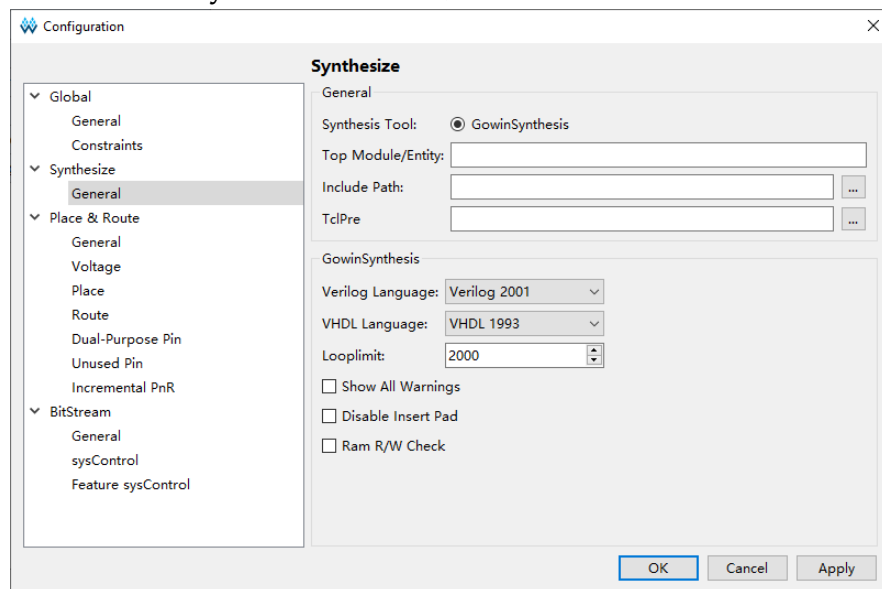 Configuration
Synthesize
Global
General
Constraints
Synthesize
General
Place & Route
General
Voltage
Place
Route
Dual-Purpose Pin
Unused Pin
Incremental PnR
BitStream
General
sysControl
Feature sysControl
General
Synthesis Tool: GowinSynthesis
Top Module/Entity:
Include Path: ...
TclPre ...
GowinSynthesis
Verilog Language: Verilog 2001
VHDL Language: VHDL 1993
Looplimit: 2000
Show All Warnings
Disable Insert Pad
Ram R/W Check
OK Cancel Apply